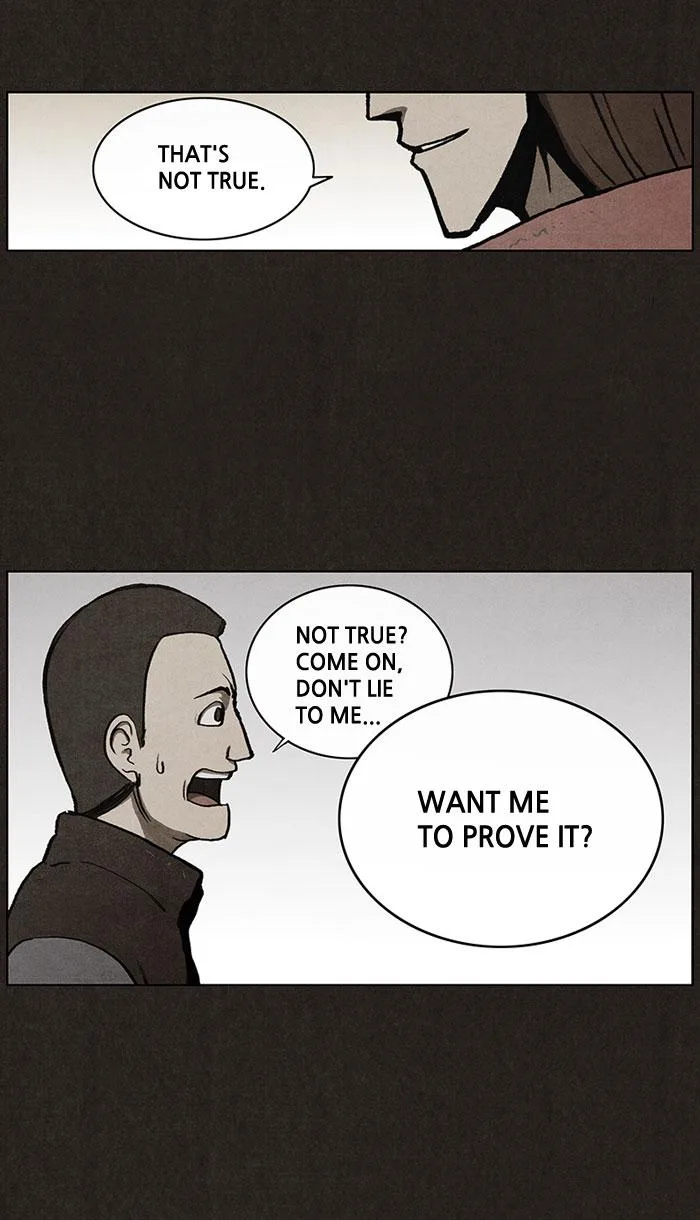 THAT'S
NOT TRUE.
NOT TRUE?
COME ON,
DON'T LIE
TO ME...
WANT ME
TO PROVE IT?